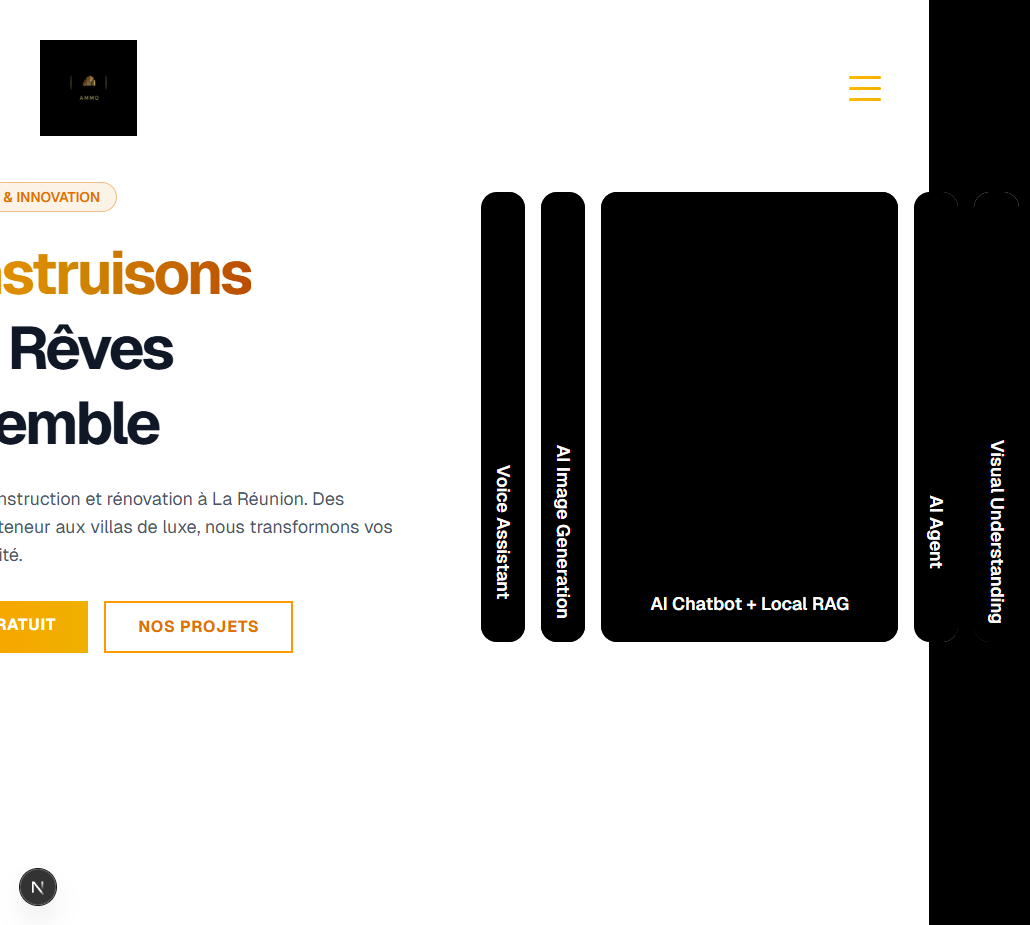 AMMO
& INNOVATION
struisons
Rêves
emble
nstruction et rénovation à La Réunion. Des
teneur aux villas de luxe, nous transformons vos
ité.
RATUIT
NOS PROJETS
Voice Assistant
AI Image Generation
AI Chatbot + Local RAG
AI Agent
Visual Understanding
N